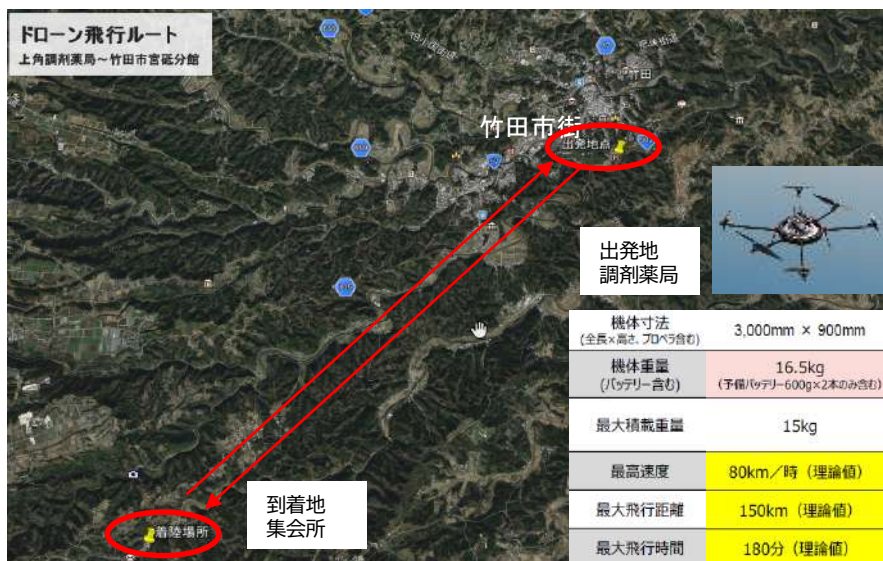 ドローン飛行ルート
上角調剤薬局～竹田市宮砥分館
竹田
竹田市街
出発地点
出発地
調剤薬局
機体寸法
(全長×高さ、プロペラ含む)
3,000mm × 900mm
機体重量
(バッテリー含む)
16.5kg
(予備バッテリー600g×2本のみ含む)
最大積載重量
15kg
最高速度
80km／時（理論値）
最大飛行距離
150km（理論値）
最大飛行時間
180分（理論値）
着陸場所
到着地
集会所